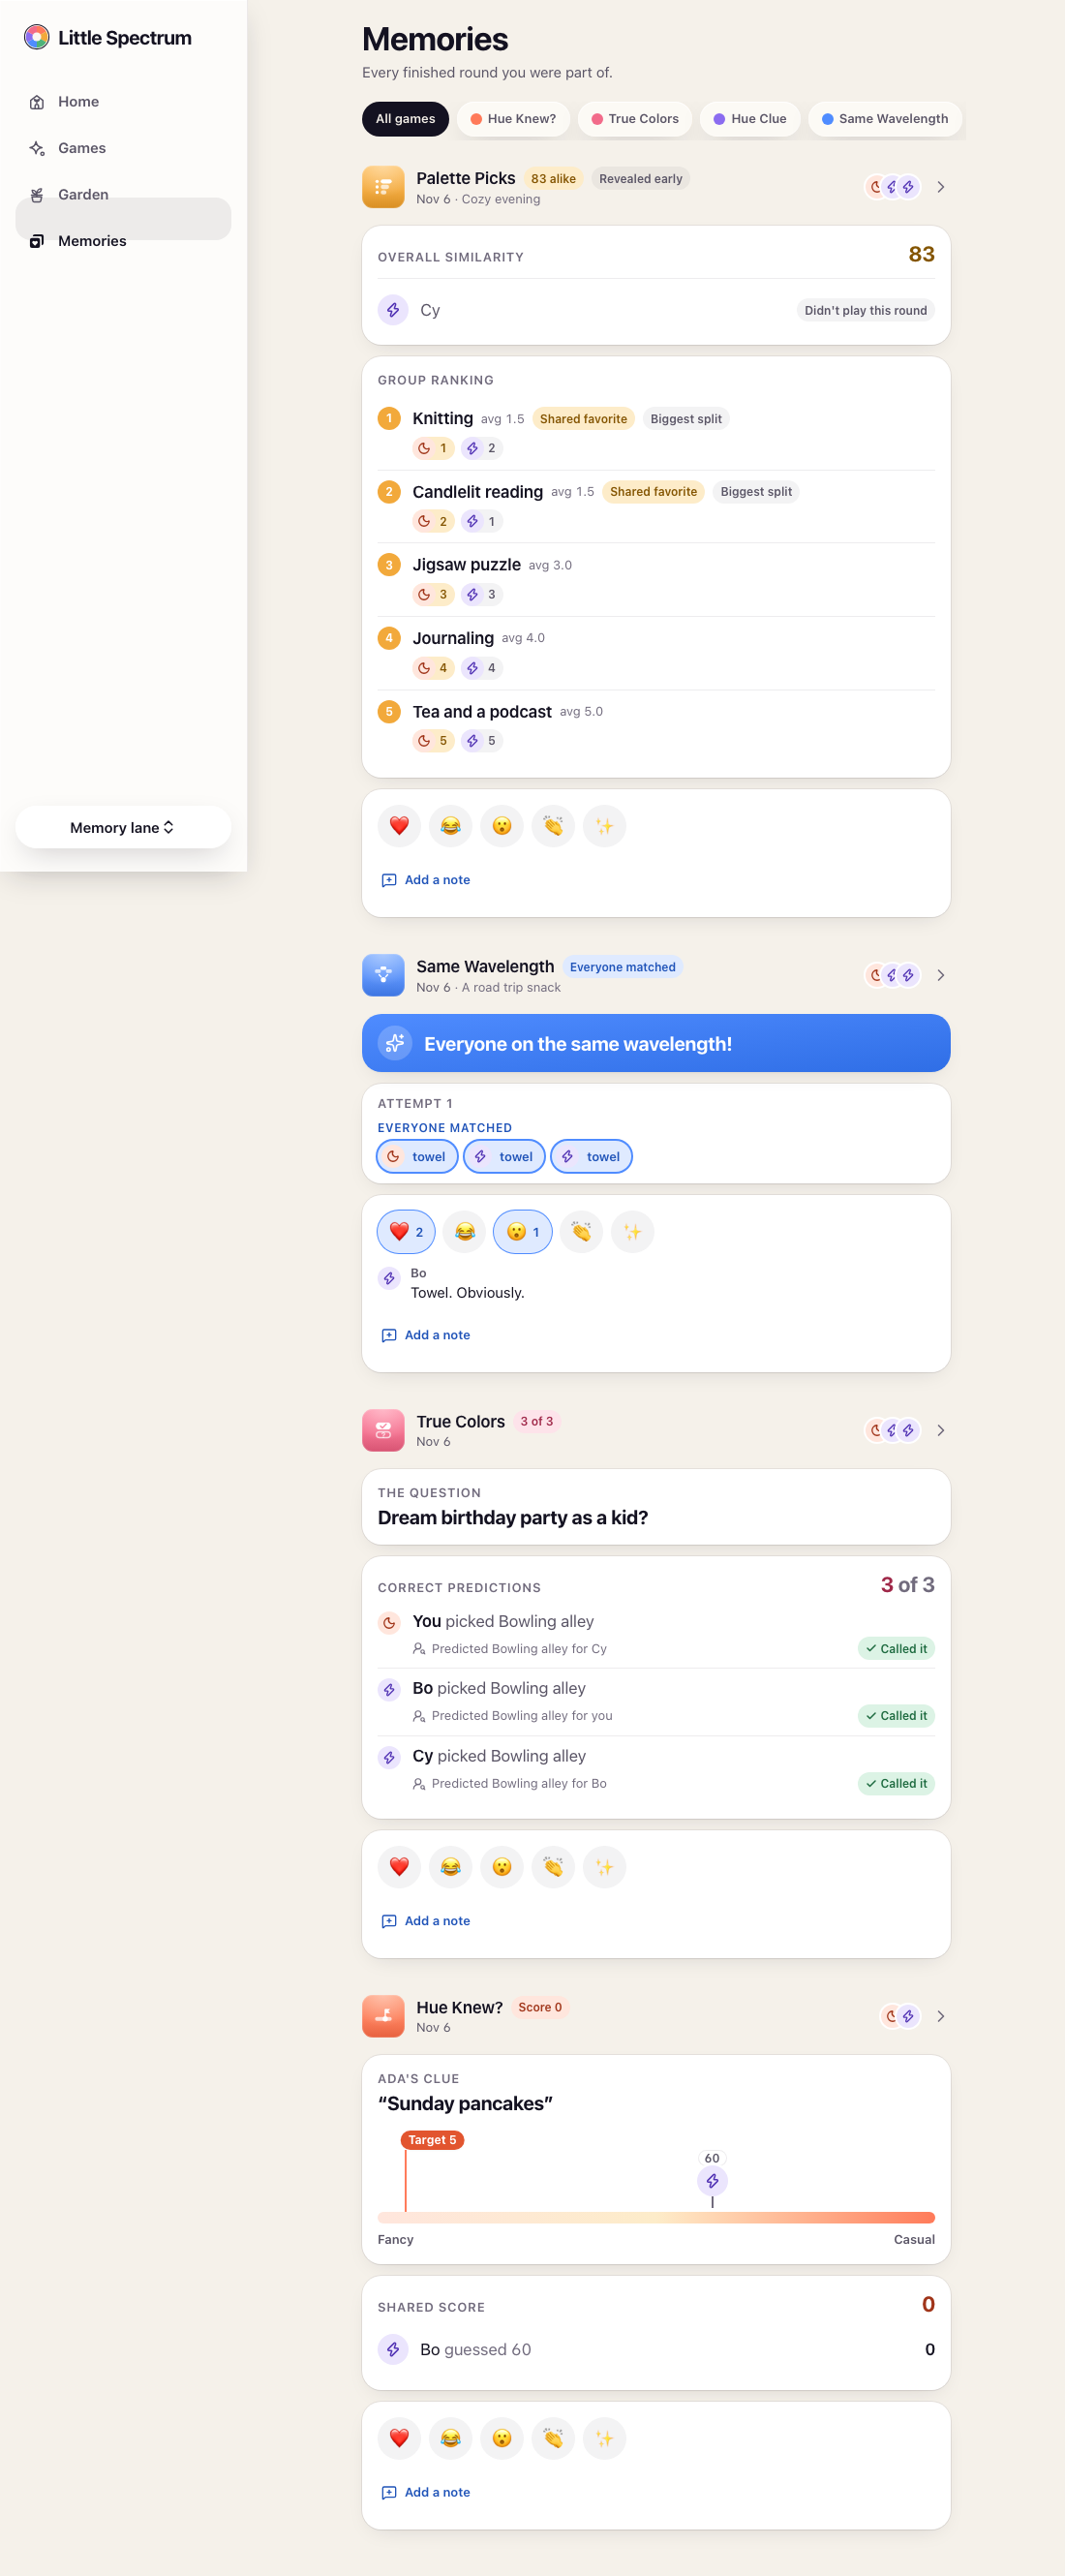 Little Spectrum
Home
Games
Garden
Memories
Memory lane
Memories
Every finished round you were part of.
All games
Hue Knew?
True Colors
Hue Clue
Same Wavelength
Palette Picks 83 alike Revealed early
Nov 6 · Cozy evening
OVERALL SIMILARITY 83
Cy Didn't play this round
GROUP RANKING
1 Knitting avg 1.5 Shared favorite Biggest split
1 2
2 Candlelit reading avg 1.5 Shared favorite Biggest split
2 1
3 Jigsaw puzzle avg 3.0
3 3
4 Journaling avg 4.0
4 4
5 Tea and a podcast avg 5.0
5 5
Add a note
Same Wavelength Everyone matched
Nov 6 · A road trip snack
Everyone on the same wavelength!
ATTEMPT 1
EVERYONE MATCHED
towel towel towel
2 1
Bo
Towel. Obviously.
Add a note
True Colors 3 of 3
Nov 6
THE QUESTION
Dream birthday party as a kid?
CORRECT PREDICTIONS 3 of 3
You picked Bowling alley
Predicted Bowling alley for Cy Called it
Bo picked Bowling alley
Predicted Bowling alley for you Called it
Cy picked Bowling alley
Predicted Bowling alley for Bo Called it
Add a note
Hue Knew? Score 0
Nov 6
ADA'S CLUE
“Sunday pancakes”
Target 5
60
Fancy Casual
SHARED SCORE 0
Bo guessed 60 0
Add a note